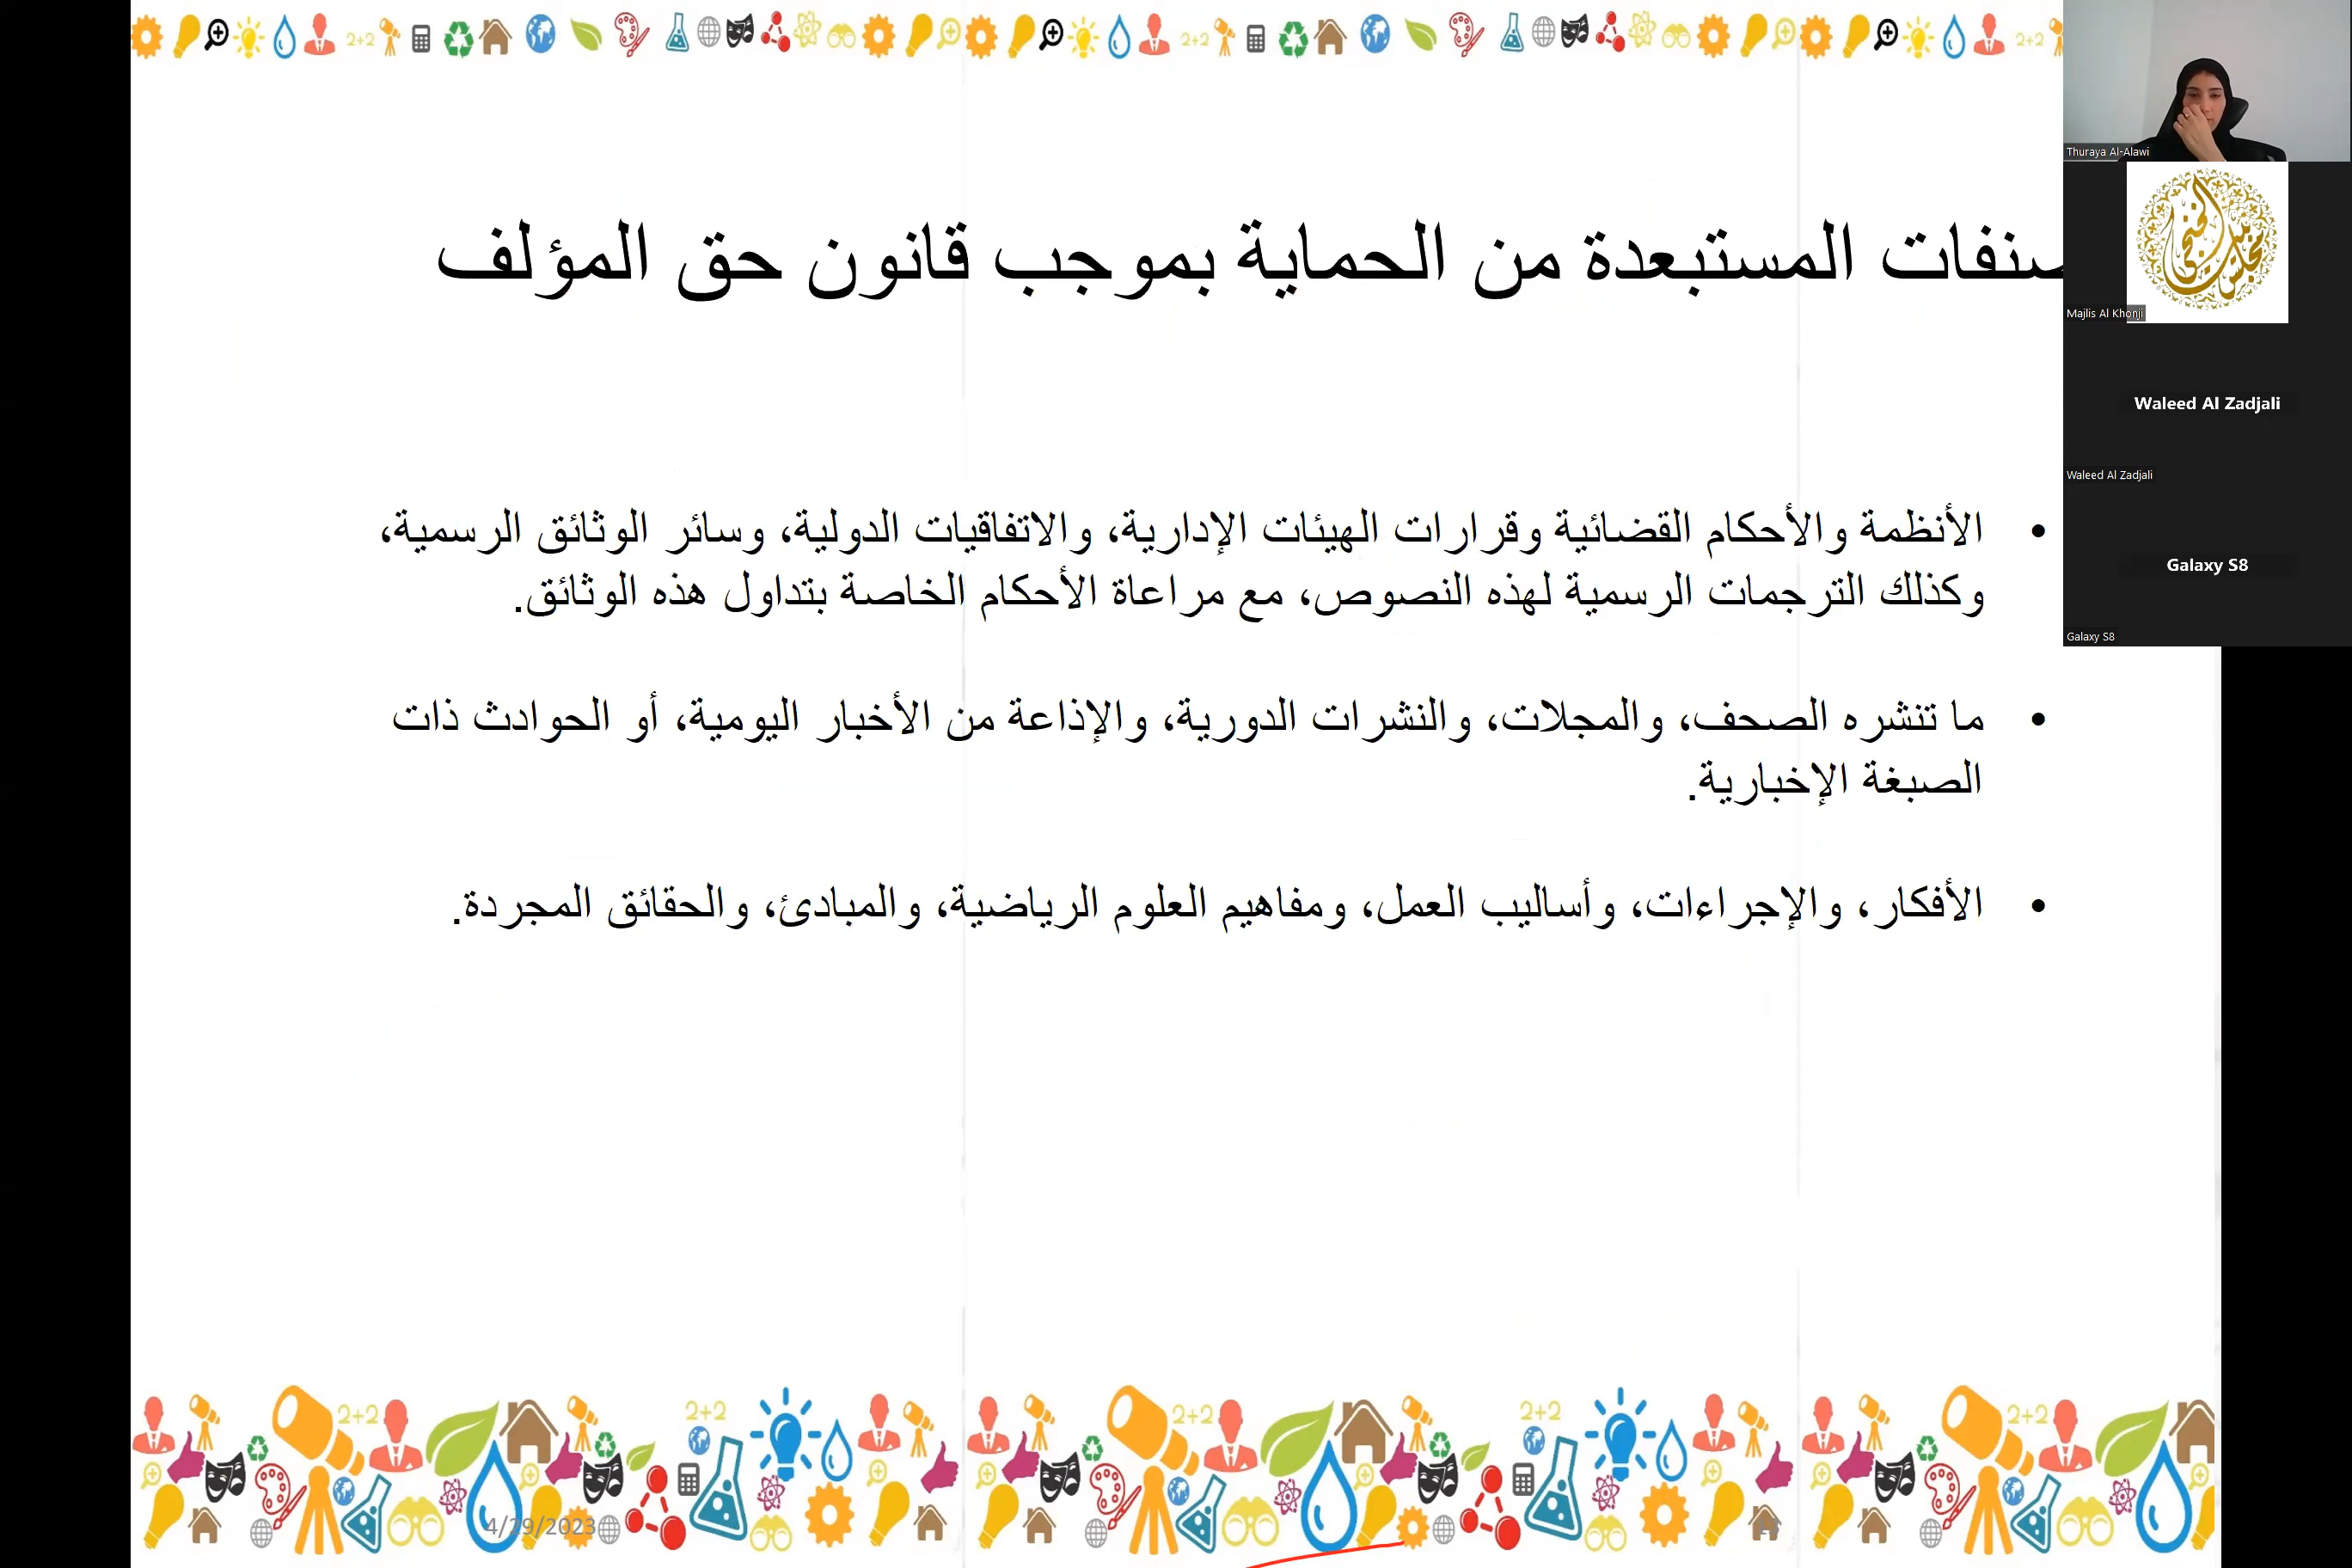 المستبعدة من الحماية بموجب قانون حق المؤلف
• الأنظمة والأحكام القضائية وقرارات الهيئات الإدارية، والاتفاقيات الدولية، وسائر الوثائق الرسمية،
وكذلك الترجمات الرسمية لهذه النصوص، مع مراعاة الأحكام الخاصة بتداول هذه الوثائق.
• ما تنشره الصحف، والمجلات، والنشرات الدورية، والإذاعة من الأخبار اليومية، أو الحوادث ذات
الصبغة الإخبارية.
• الأفكار، والإجراءات، وأساليب العمل، ومفاهيم العلوم الرياضية، والمبادئ، والحقائق المجردة.
4/29/2023
Thuraya Al-Alawi
Majlis Al Khonji
Waleed Al Zadjali
Waleed Al Zadjali
Galaxy S8
Galaxy S8